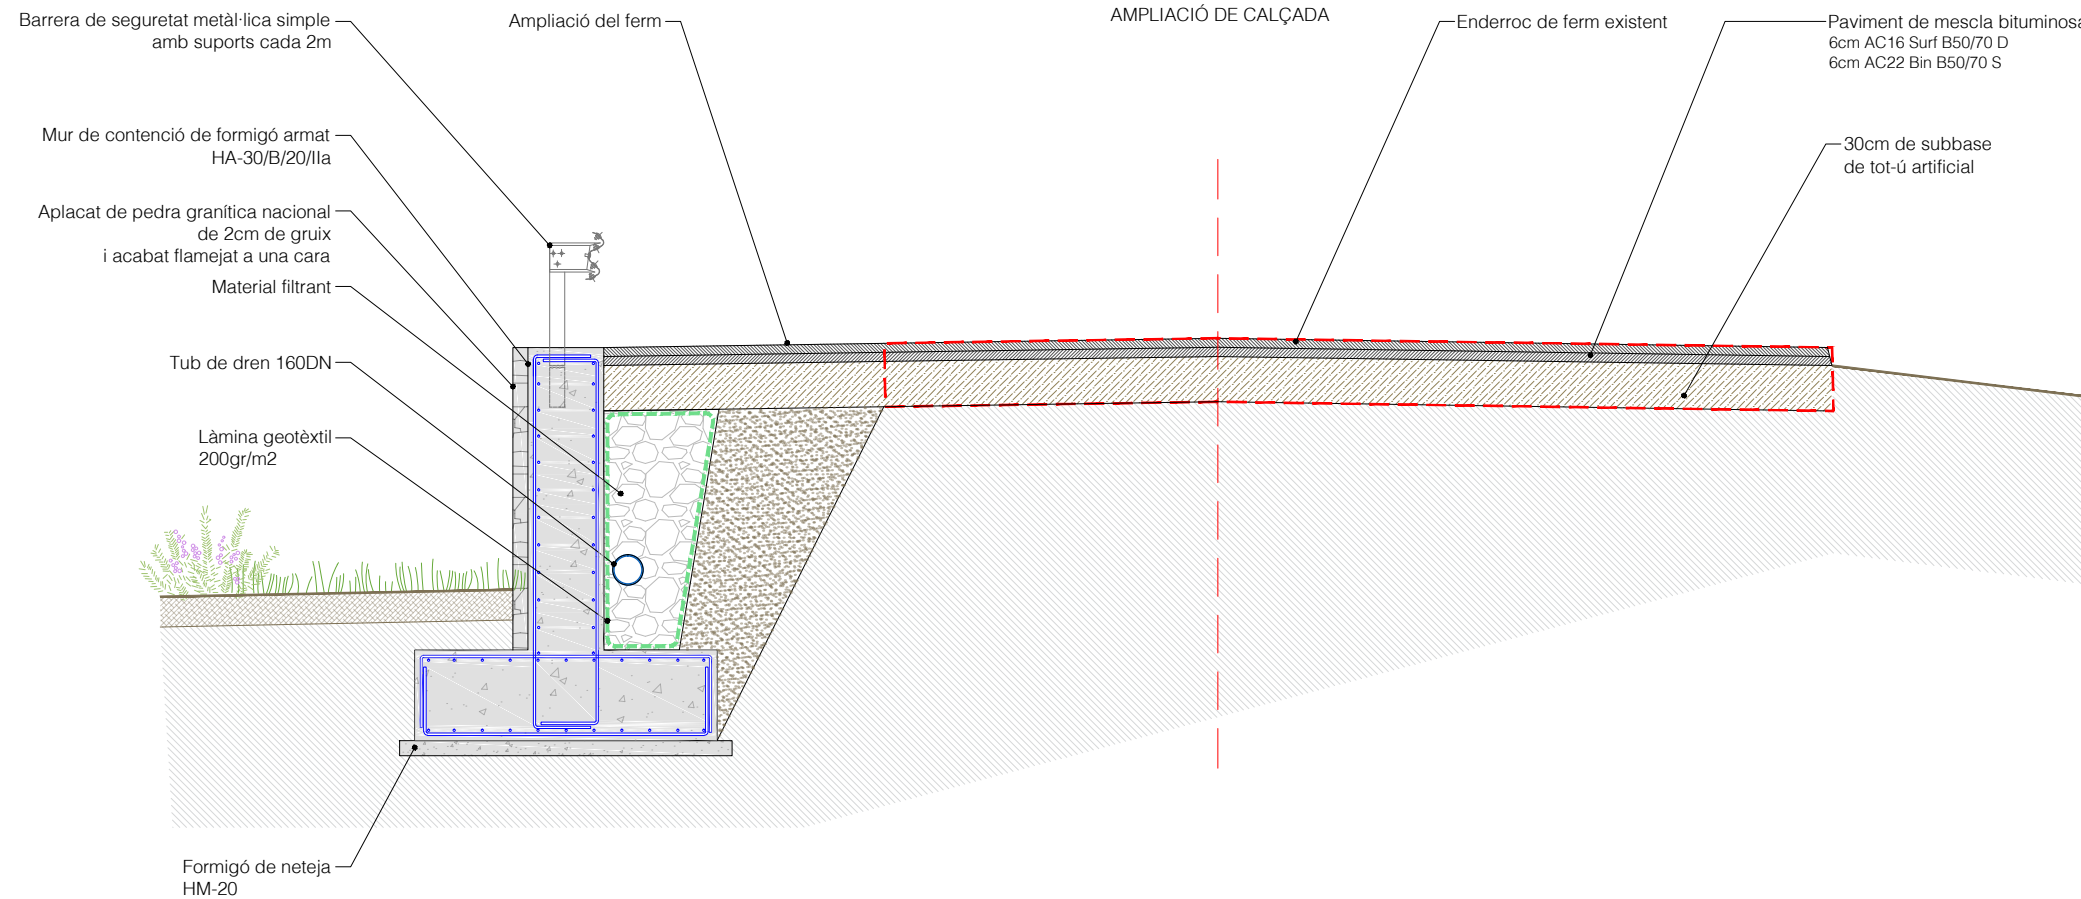 Barrera de seguretat metàl·lica simple
amb suports cada 2m
Ampliació del ferm
AMPLIACIÓ DE CALÇADA
Enderroc de ferm existent
Paviment de mescla bituminosa
6cm AC16 Surf B50/70 D
6cm AC22 Bin B50/70 S
Mur de contenció de formigó armat
HA-30/B/20/IIa
30cm de subbase
de tot-ú artificial
Aplacat de pedra granítica nacional
de 2cm de gruix
i acabat flamejat a una cara
Material filtrant
Tub de dren 160DN
Làmina geotèxtil
200gr/m2
Formigó de neteja
HM-20